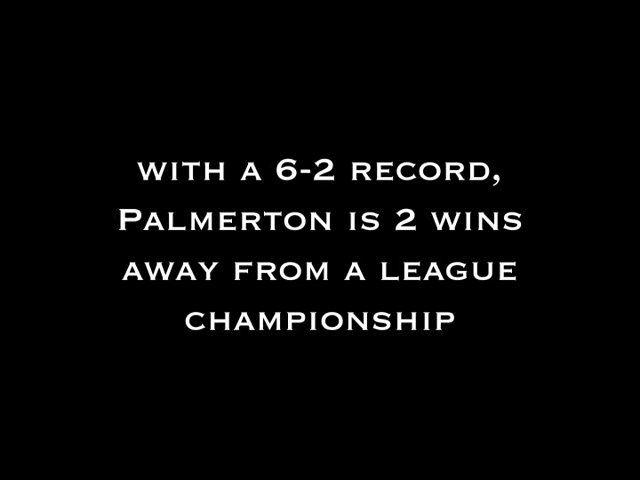 with a 6-2 record,
Palmerton is 2 wins
away from a league
championship